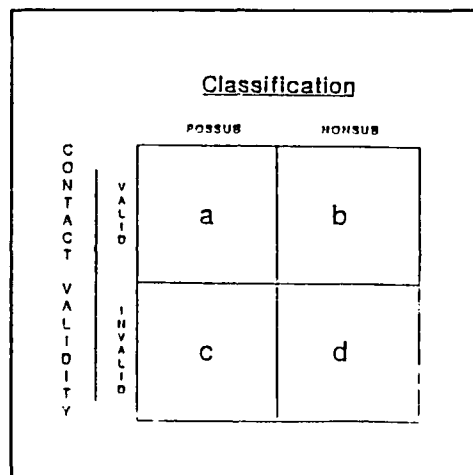 Classification
POSSUB NONSUB
CONTACT VALIDITY
VALID
a b
INVALID
c d